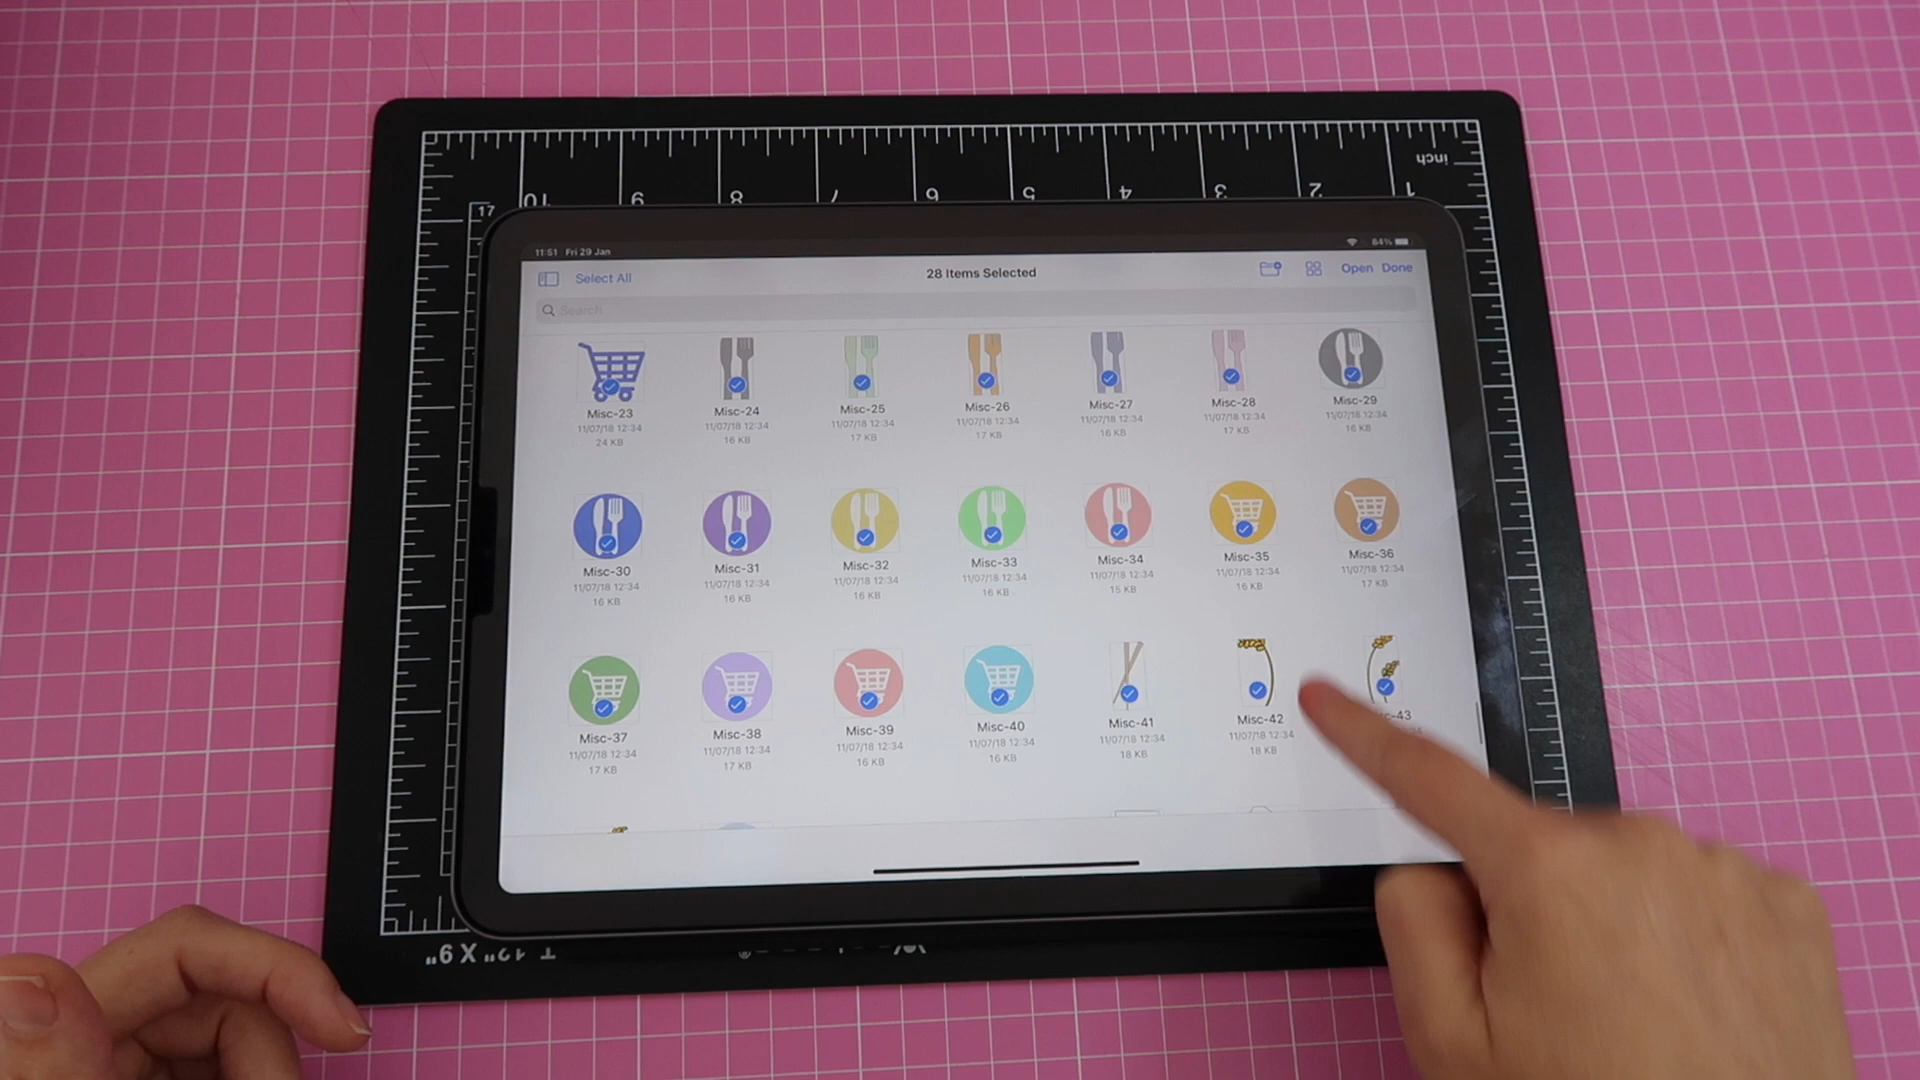 inch
10 9 8 7 6 5 4 3 2 1
17
11:51 Fri 29 Jan
84%
Select All
28 Items Selected
Open Done
Search
Misc-23 Misc-24 Misc-25 Misc-26 Misc-27 Misc-28 Misc-29
11/07/18 12:34 11/07/18 12:34 11/07/18 12:34 11/07/18 12:34 11/07/18 12:34 11/07/18 12:34 11/07/18 12:34
24 KB 16 KB 17 KB 17 KB 16 KB 17 KB 16 KB
Misc-30 Misc-31 Misc-32 Misc-33 Misc-34 Misc-35 Misc-36
11/07/18 12:34 11/07/18 12:34 11/07/18 12:34 11/07/18 12:34 11/07/18 12:34 11/07/18 12:34 11/07/18 12:34
16 KB 16 KB 16 KB 16 KB 15 KB 16 KB 17 KB
Misc-37 Misc-38 Misc-39 Misc-40 Misc-41 Misc-42 c-43
11/07/18 12:34 11/07/18 12:34 11/07/18 12:34 11/07/18 12:34 11/07/18 12:34 11/07/18 12:34
17 KB 17 KB 16 KB 16 KB 18 KB 18 KB
12" X 9"